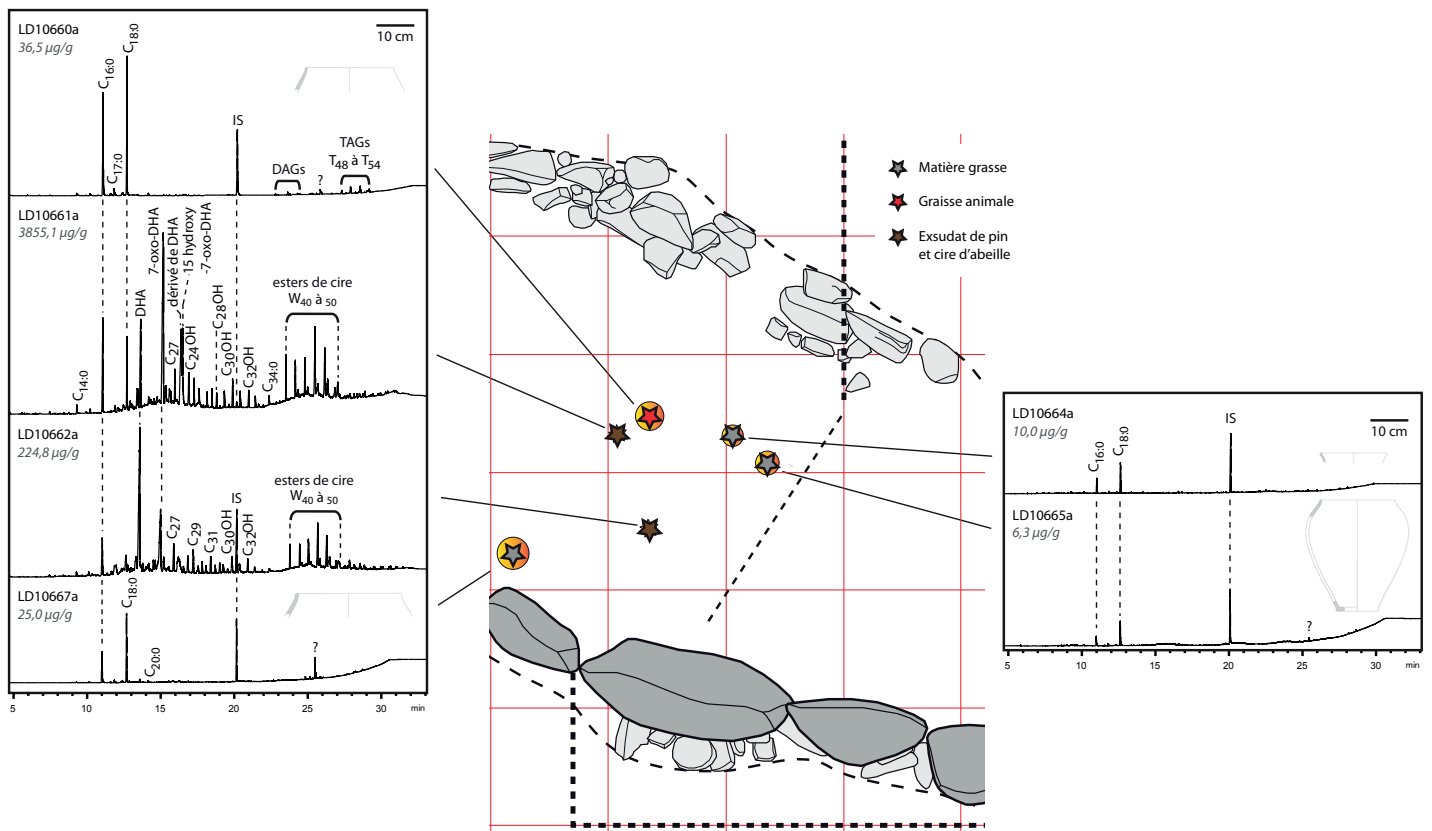 LD10660a
36,5 µg/g
10 cm
C16:0
C17:0
C18:0
IS
DAGs
?
TAGs
T48 à T54
LD10661a
3855,1 µg/g
C14:0
DHA
7-oxo-DHA
dérivé de DHA
15 hydroxy
-7-oxo-DHA
C27
C24OH
C28OH
C30OH
C32OH
C34:0
esters de cire
W40 à 50
LD10662a
224,8 µg/g
C27
C29
C31
C30OH
IS
C32OH
esters de cire
W40 à 50
LD10667a
25,0 µg/g
C18:0
C20:0
?
5 10 15 20 25 30 min
Matière grasse
Graisse animale
Exsudat de pin
et cire d'abeille
LD10664a
10,0 µg/g
10 cm
C16:0
C18:0
IS
LD10665a
6,3 µg/g
?
5 10 15 20 25 30 min